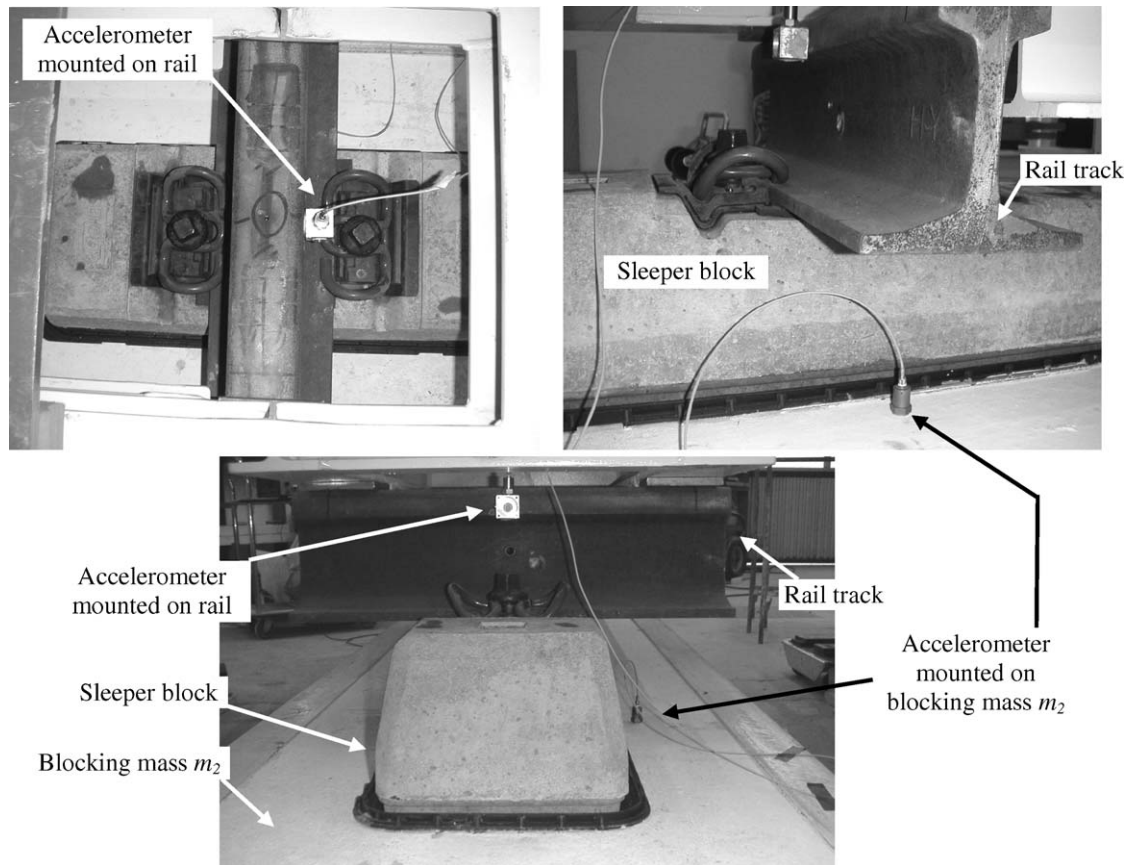 Accelerometer
mounted on rail
Rail track
Sleeper block
HY
Accelerometer
mounted on rail
Rail track
Accelerometer
mounted on
blocking mass m2
Sleeper block
Blocking mass m2